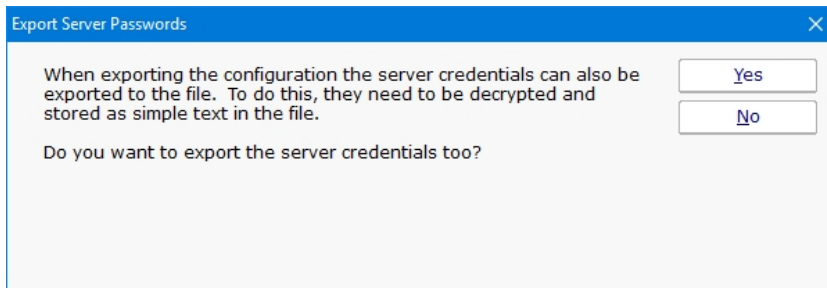 Export Server Passwords
When exporting the configuration the server credentials can also be
exported to the file.  To do this, they need to be decrypted and
stored as simple text in the file.
Do you want to export the server credentials too?
Yes
No